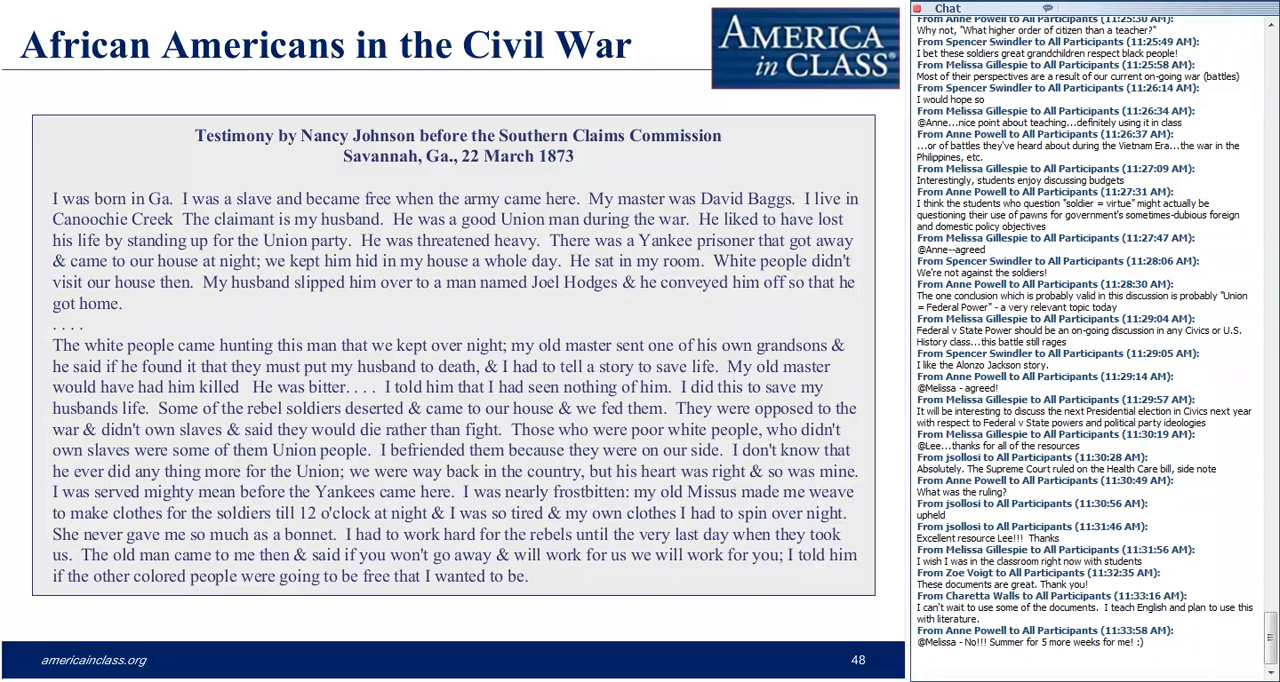 African Americans in the Civil War
AMERICA
in CLASS®
Testimony by Nancy Johnson before the Southern Claims Commission
Savannah, Ga., 22 March 1873
I was born in Ga.  I was a slave and became free when the army came here.  My master was David Baggs.  I live in
Canoochie Creek  The claimant is my husband.  He was a good Union man during the war.  He liked to have lost
his life by standing up for the Union party.  He was threatened heavy.  There was a Yankee prisoner that got away
& came to our house at night; we kept him hid in my house a whole day.  He sat in my room.  White people didn't
visit our house then.  My husband slipped him over to a man named Joel Hodges & he conveyed him off so that he
got home.
. . . .
The white people came hunting this man that we kept over night; my old master sent one of his own grandsons &
he said if he found it that they must put my husband to death, & I had to tell a story to save life.  My old master
would have had him killed   He was bitter. . . .  I told him that I had seen nothing of him.  I did this to save my
husbands life.  Some of the rebel soldiers deserted & came to our house & we fed them.  They were opposed to the
war & didn't own slaves & said they would die rather than fight.  Those who were poor white people, who didn't
own slaves were some of them Union people.  I befriended them because they were on our side.  I don't know that
he ever did any thing more for the Union; we were way back in the country, but his heart was right & so was mine.
I was served mighty mean before the Yankees came here.  I was nearly frostbitten: my old Missus made me weave
to make clothes for the soldiers till 12 o'clock at night & I was so tired & my own clothes I had to spin over night.
She never gave me so much as a bonnet.  I had to work hard for the rebels until the very last day when they took
us.  The old man came to me then & said if you won't go away & will work for us we will work for you; I told him
if the other colored people were going to be free that I wanted to be.
americainclass.org
48
Chat
From Anne Powell to All Participants (11:25:30 AM):
Why not, "What higher order of citizen than a teacher?"
From Spencer Swindler to All Participants (11:25:49 AM):
I bet these soldiers great grandchildren respect black people!
From Melissa Gillespie to All Participants (11:25:58 AM):
Most of their perspectives are a result of our current on-going war (battles)
From Spencer Swindler to All Participants (11:26:14 AM):
I would hope so
From Melissa Gillespie to All Participants (11:26:34 AM):
@Anne...nice point about teaching...definitely using it in class
From Anne Powell to All Participants (11:26:37 AM):
...or of battles they've heard about during the Vietnam Era...the war in the
Philippines, etc.
From Melissa Gillespie to All Participants (11:27:09 AM):
Interestingly, students enjoy discussing budgets
From Anne Powell to All Participants (11:27:31 AM):
I think the students who question "soldier = virtue" might actually be
questioning their use of pawns for government's sometimes-dubious foreign
and domestic policy objectives
From Melissa Gillespie to All Participants (11:27:47 AM):
@Anne--agreed
From Spencer Swindler to All Participants (11:28:06 AM):
We're not against the soldiers!
From Anne Powell to All Participants (11:28:30 AM):
The one conclusion which is probably valid in this discussion is probably "Union
= Federal Power" - a very relevant topic today
From Melissa Gillespie to All Participants (11:29:04 AM):
Federal v State Power should be an on-going discussion in any Civics or U.S.
History class...this battle still rages
From Spencer Swindler to All Participants (11:29:05 AM):
I like the Alonzo Jackson story.
From Anne Powell to All Participants (11:29:14 AM):
@Melissa - agreed!
From Melissa Gillespie to All Participants (11:29:57 AM):
It will be interesting to discuss the next Presidential election in Civics next year
with respect to Federal v State powers and political party ideologies
From Melissa Gillespie to All Participants (11:30:19 AM):
@Lee...thanks for all of the resources
From jsollosi to All Participants (11:30:28 AM):
Absolutely. The Supreme Court ruled on the Health Care bill, side note
From Anne Powell to All Participants (11:30:49 AM):
What was the ruling?
From jsollosi to All Participants (11:30:56 AM):
upheld
From jsollosi to All Participants (11:31:46 AM):
Excellent resource Lee!!!  Thanks
From Melissa Gillespie to All Participants (11:31:56 AM):
I wish I was in the classroom right now with students
From Zoe Voigt to All Participants (11:32:35 AM):
These documents are great. Thank you!
From Charetta Walls to All Participants (11:33:16 AM):
I can't wait to use some of the documents.  I teach English and plan to use this
with literature.
From Anne Powell to All Participants (11:33:58 AM):
@Melissa - No!!! Summer for 5 more weeks for me! :)